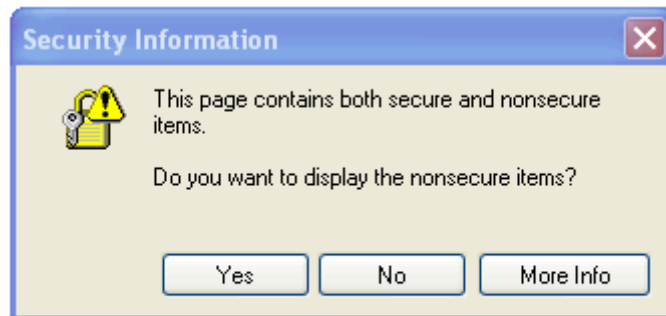 Security Information
This page contains both secure and nonsecure
items.
Do you want to display the nonsecure items?
Yes
No
More Info